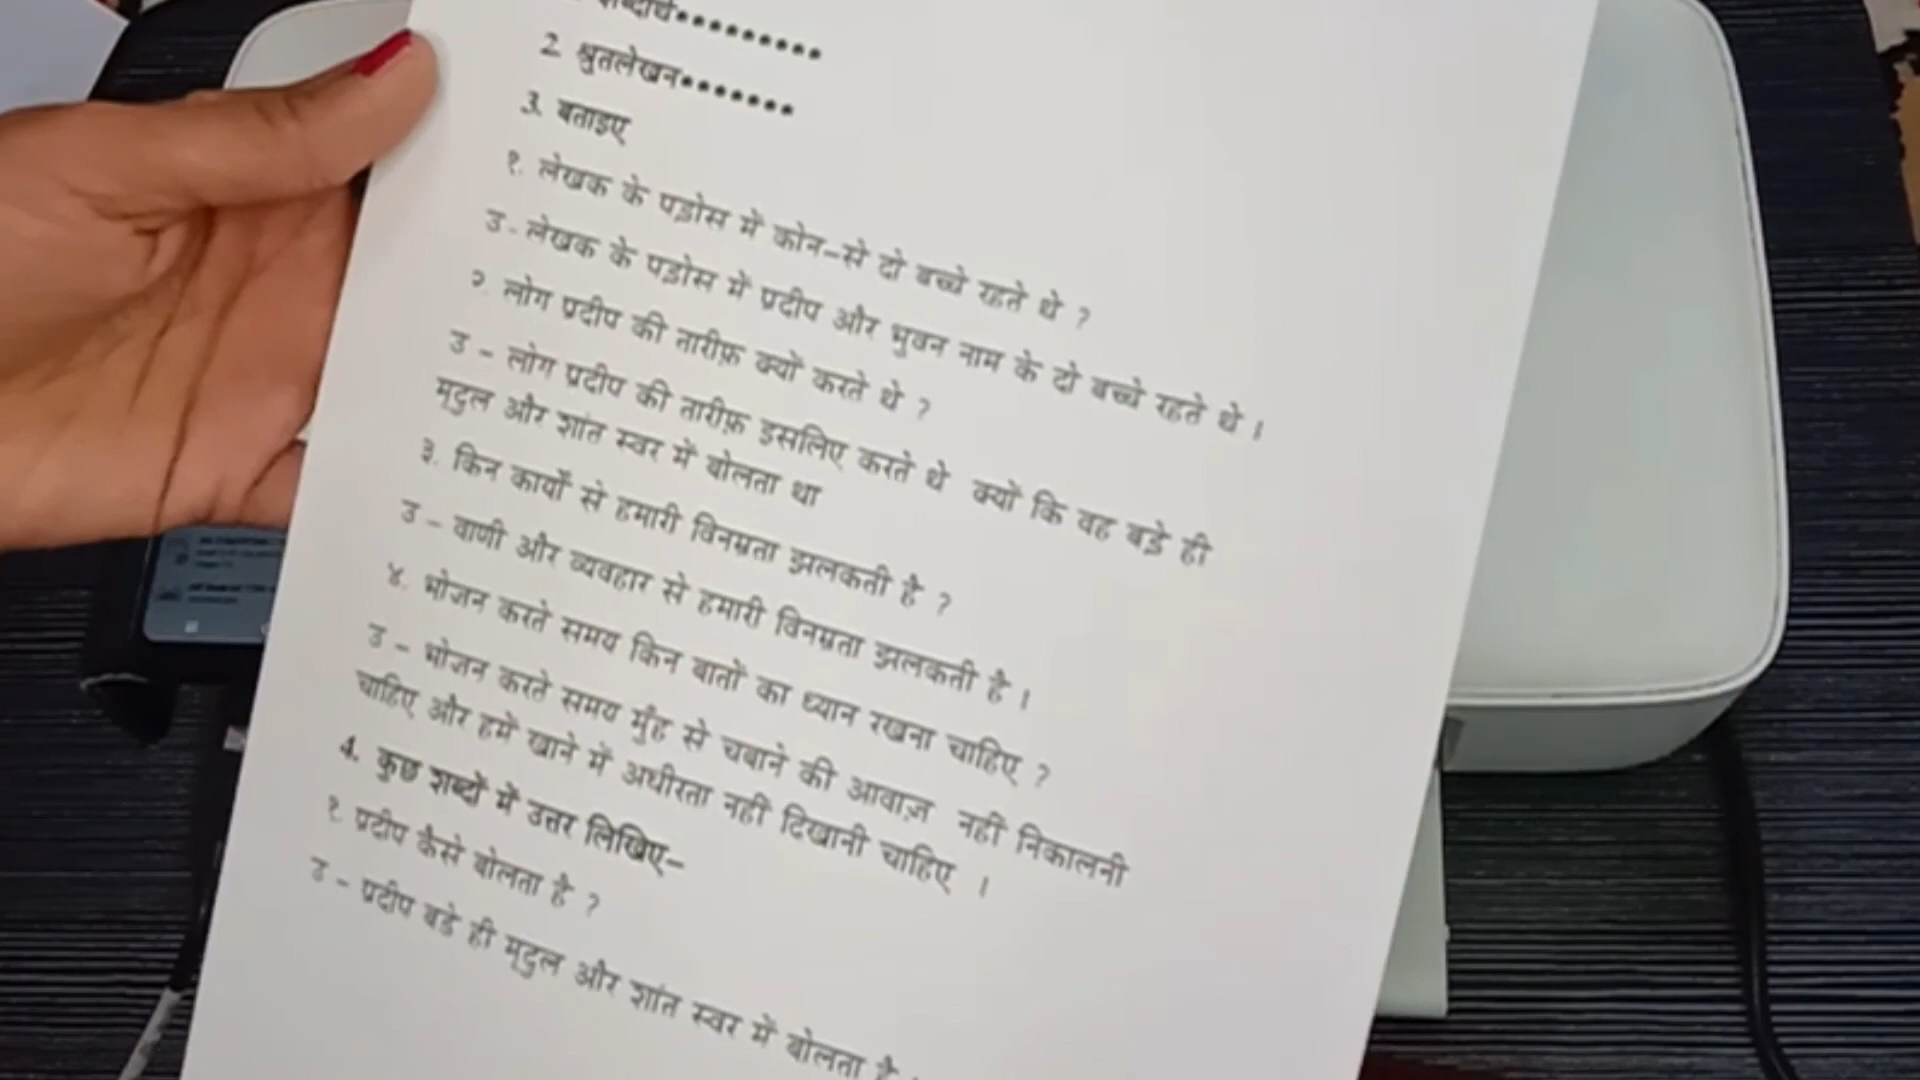 शब्दार्थ•••••••••
2. श्रुतलेखन•••••••
3. बताइए
१. लेखक के पड़ोस में कोन-से दो बच्चे रहते थे ?
उ- लेखक के पड़ोस में प्रदीप और भुवन नाम के दो बच्चे रहते थे ।
२. लोग प्रदीप की तारीफ़ क्यों करते थे ?
उ - लोग प्रदीप की तारीफ़ इसलिए करते थे क्यों कि वह बड़े ही
मृदुल और शांत स्वर में बोलता था
३. किन कार्यों से हमारी विनम्रता झलकती है ?
उ - वाणी और व्यवहार से हमारी विनम्रता झलकती है ।
४. भोजन करते समय किन बातों का ध्यान रखना चाहिए ?
उ - भोजन करते समय मुँह से चबाने की आवाज़ नहीं निकालनी
चाहिए और हमें खाने में अधीरता नहीं दिखानी चाहिए ।
4. कुछ शब्दों में उत्तर लिखिए-
१. प्रदीप कैसे बोलता है ?
उ - प्रदीप बडे ही मृदुल और शांत स्वर में बोलता है